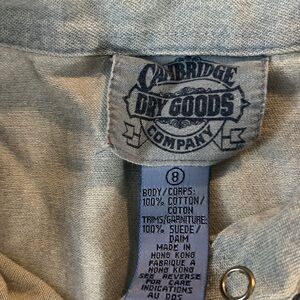 CAMBRIDGE
DRY GOODS
COMPANY
8
BODY/CORPS:
100% COTTON/
COTON
TRIMS/GARNITURE:
100% SUEDE/
DAIM
MADE IN
HONG KONG
FABRIQUE A
HONG KONG
SEE REVERSE
FOR CARE
INDICATIONS
AU DOS